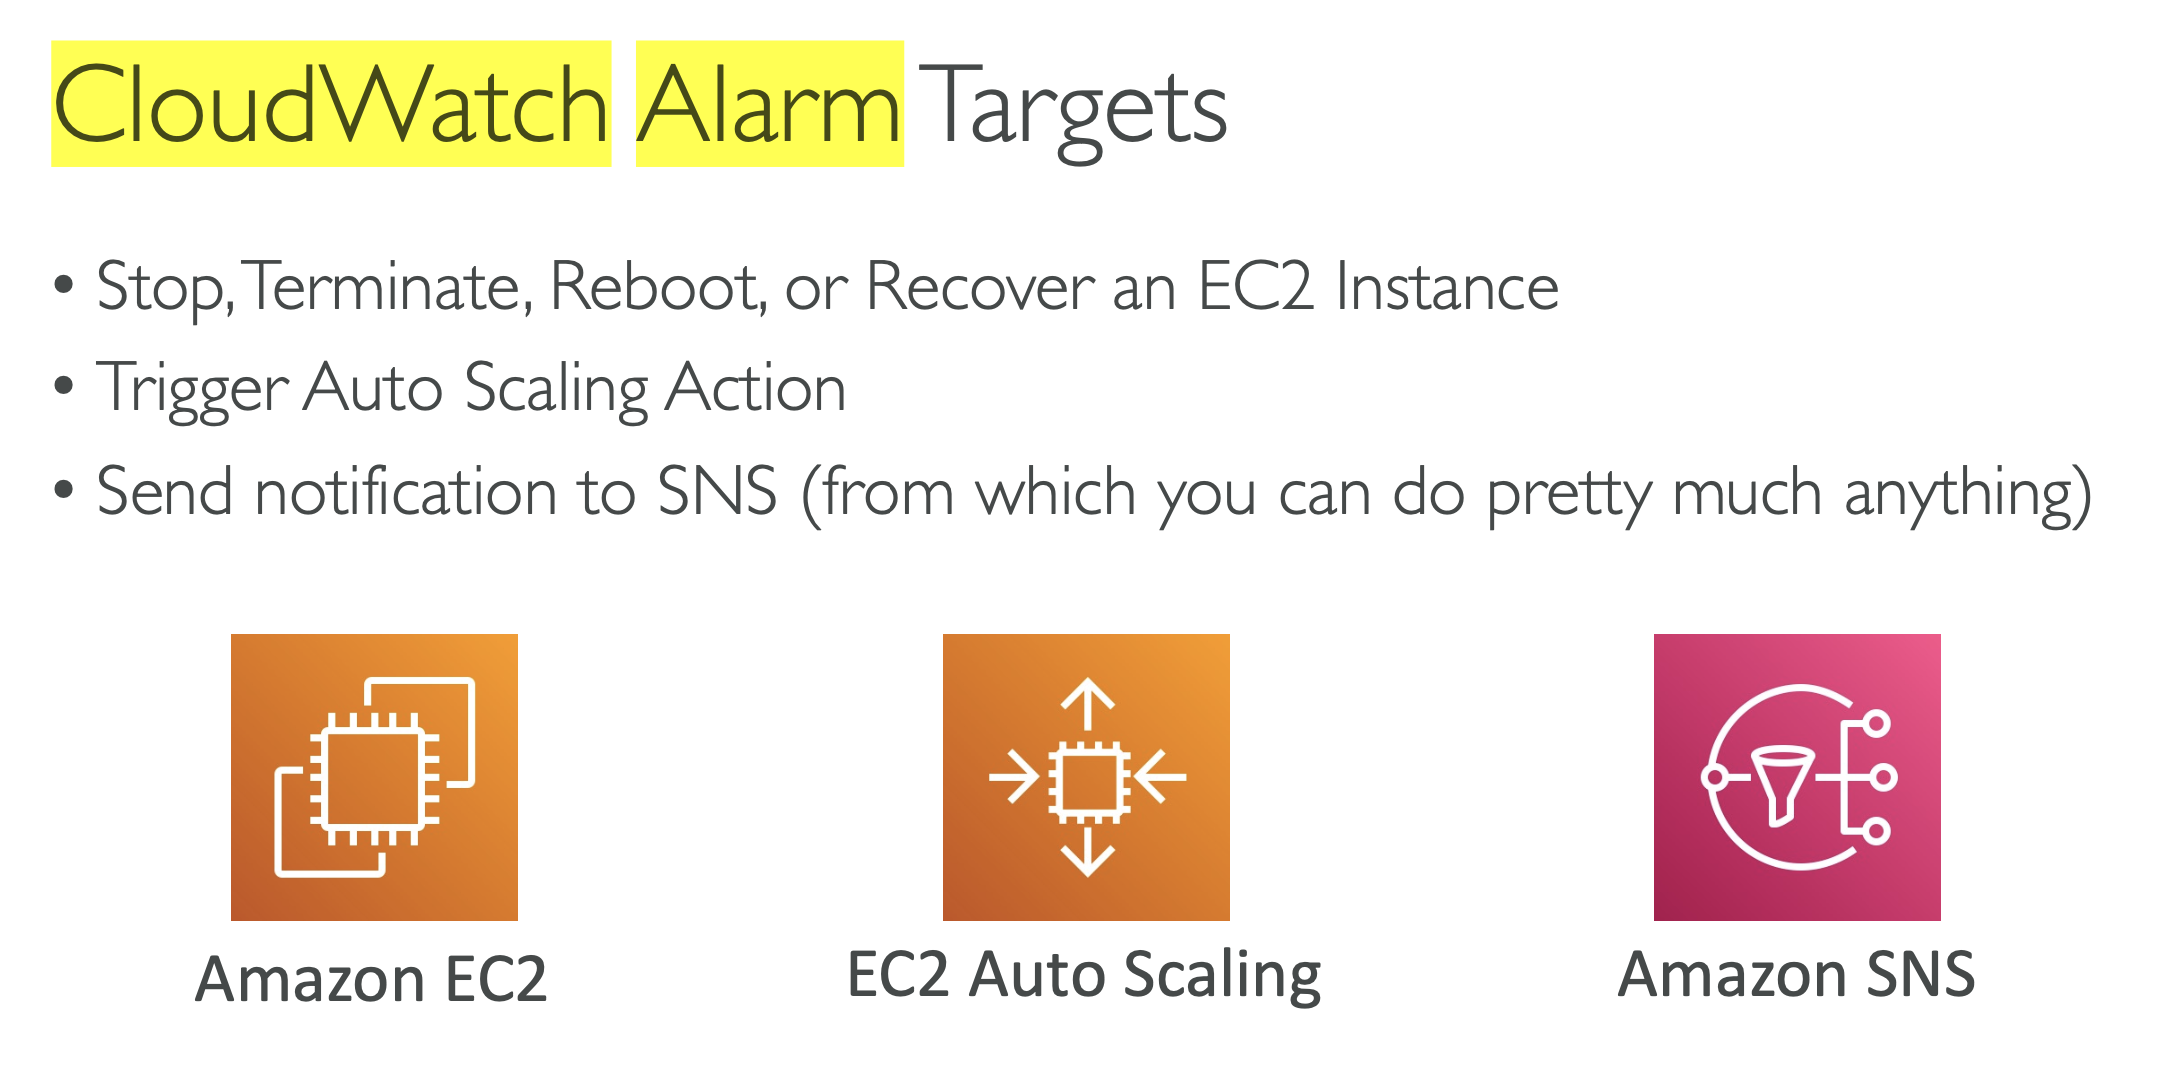 CloudWatch Alarm Targets
• Stop, Terminate, Reboot, or Recover an EC2 Instance
• Trigger Auto Scaling Action
• Send notification to SNS (from which you can do pretty much anything)
Amazon EC2
EC2 Auto Scaling
Amazon SNS